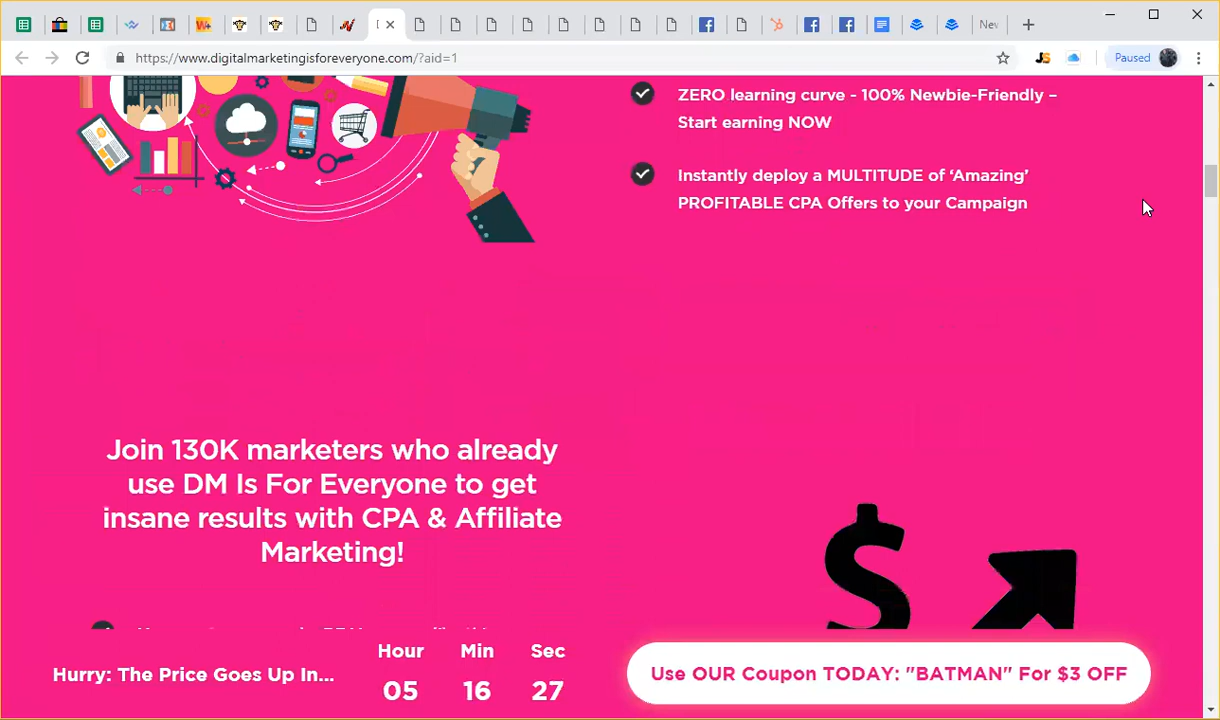 Nev
https://www.digitalmarketingisforeveryone.com/?aid=1
Paused
ZERO learning curve - 100% Newbie-Friendly –
Start earning NOW
Instantly deploy a MULTITUDE of ‘Amazing’
PROFITABLE CPA Offers to your Campaign
Join 130K marketers who already
use DM Is For Everyone to get
insane results with CPA & Affiliate
Marketing!
Hurry: The Price Goes Up In...
Hour Min Sec
05 16 27
Use OUR Coupon TODAY: "BATMAN" For $3 OFF
$